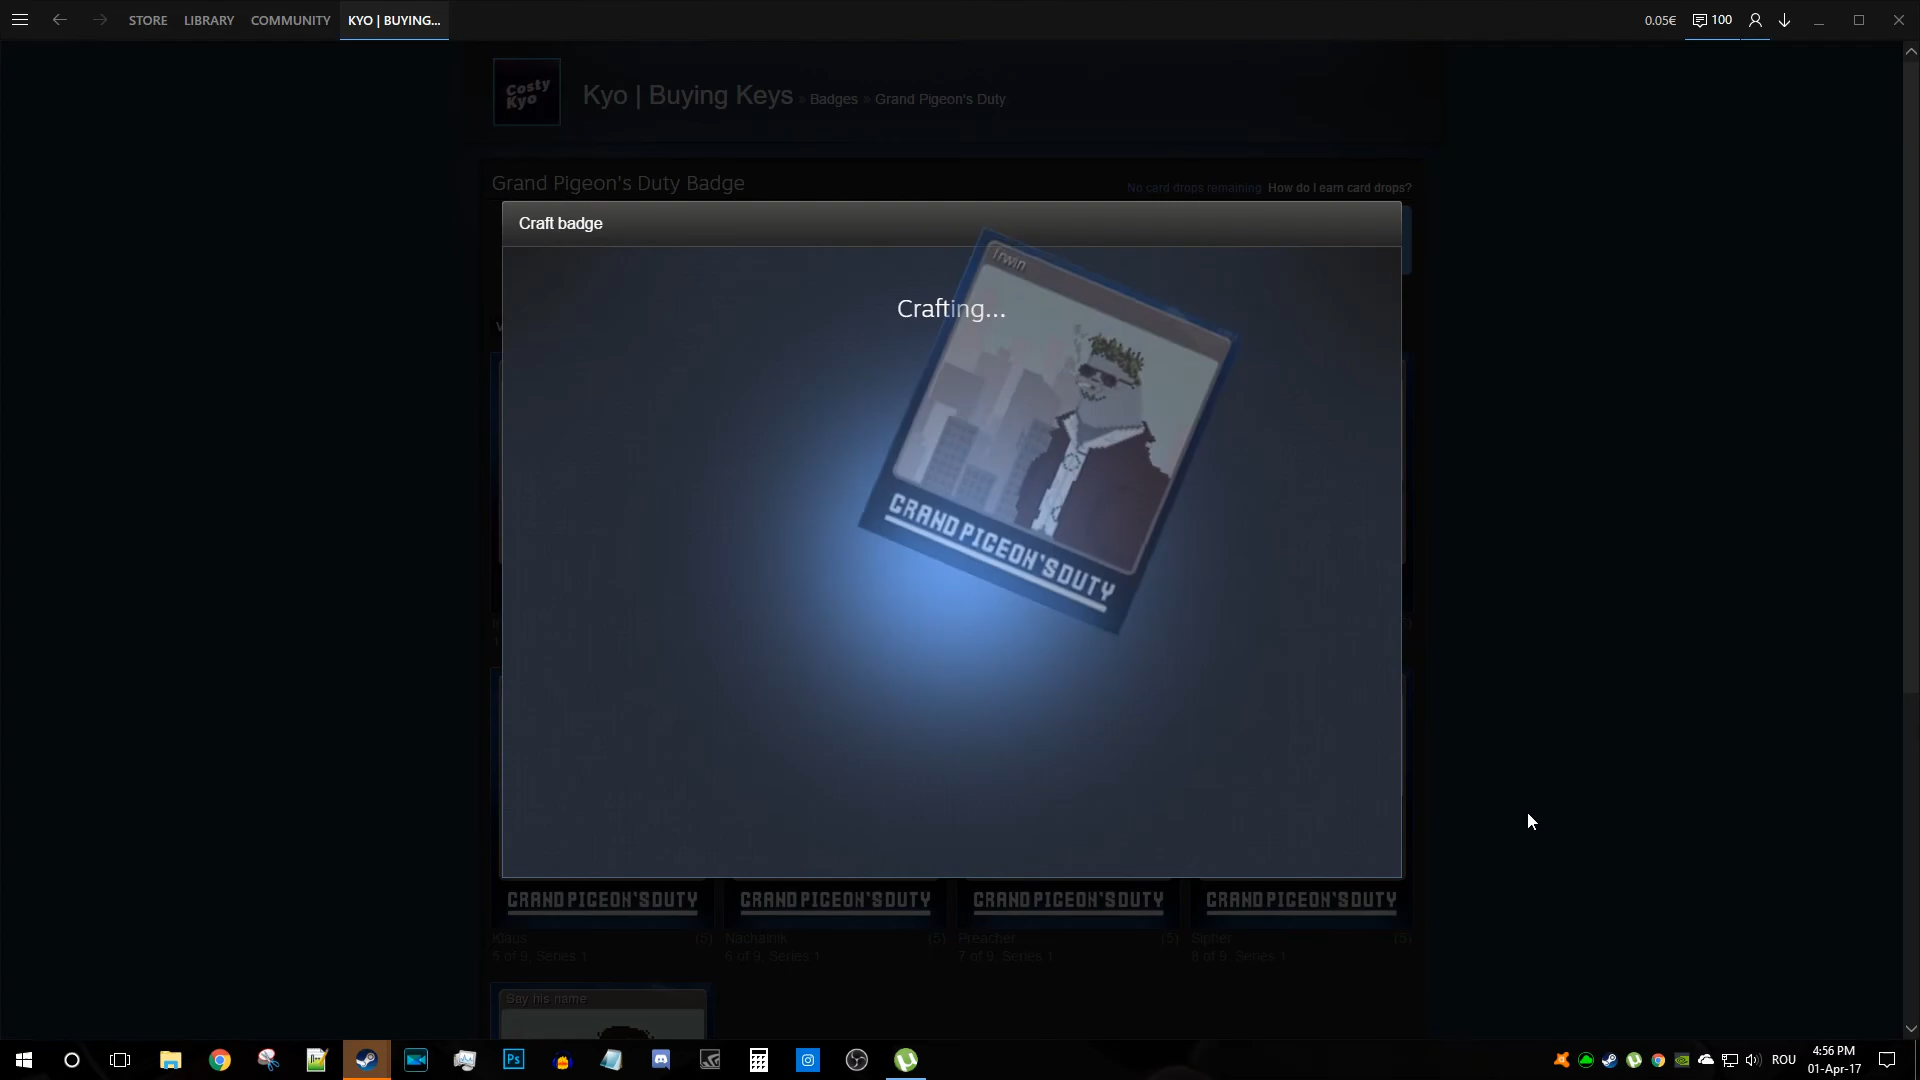 STORE LIBRARY COMMUNITY KYO | BUYING... 0.05€ 100
Costy
Kyo
Kyo | Buying Keys » Badges » Grand Pigeon's Duty
Grand Pigeon's Duty Badge
No card drops remaining How do I earn card drops?
Craft badge
Crafting...
Irwin
GRAND PIGEON'S DUTY
GRAND PIGEON'S DUTY GRAND PIGEON'S DUTY GRAND PIGEON'S DUTY GRAND PIGEON'S DUTY
Klaus (5) Nachalnik (5) Preacher (5) Sipher (5)
5 of 9, Series 1 6 of 9, Series 1 7 of 9, Series 1 8 of 9, Series 1
Say his name
Ps
ROU
4:56 PM
01-Apr-17